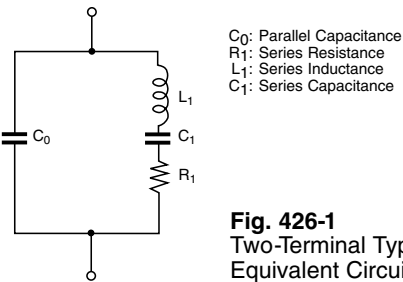 C0: Parallel Capacitance
R1: Series Resistance
L1: Series Inductance
C1: Series Capacitance
L1
C0
C1
R1
Fig. 426-1
Two-Terminal Typ
Equivalent Circui